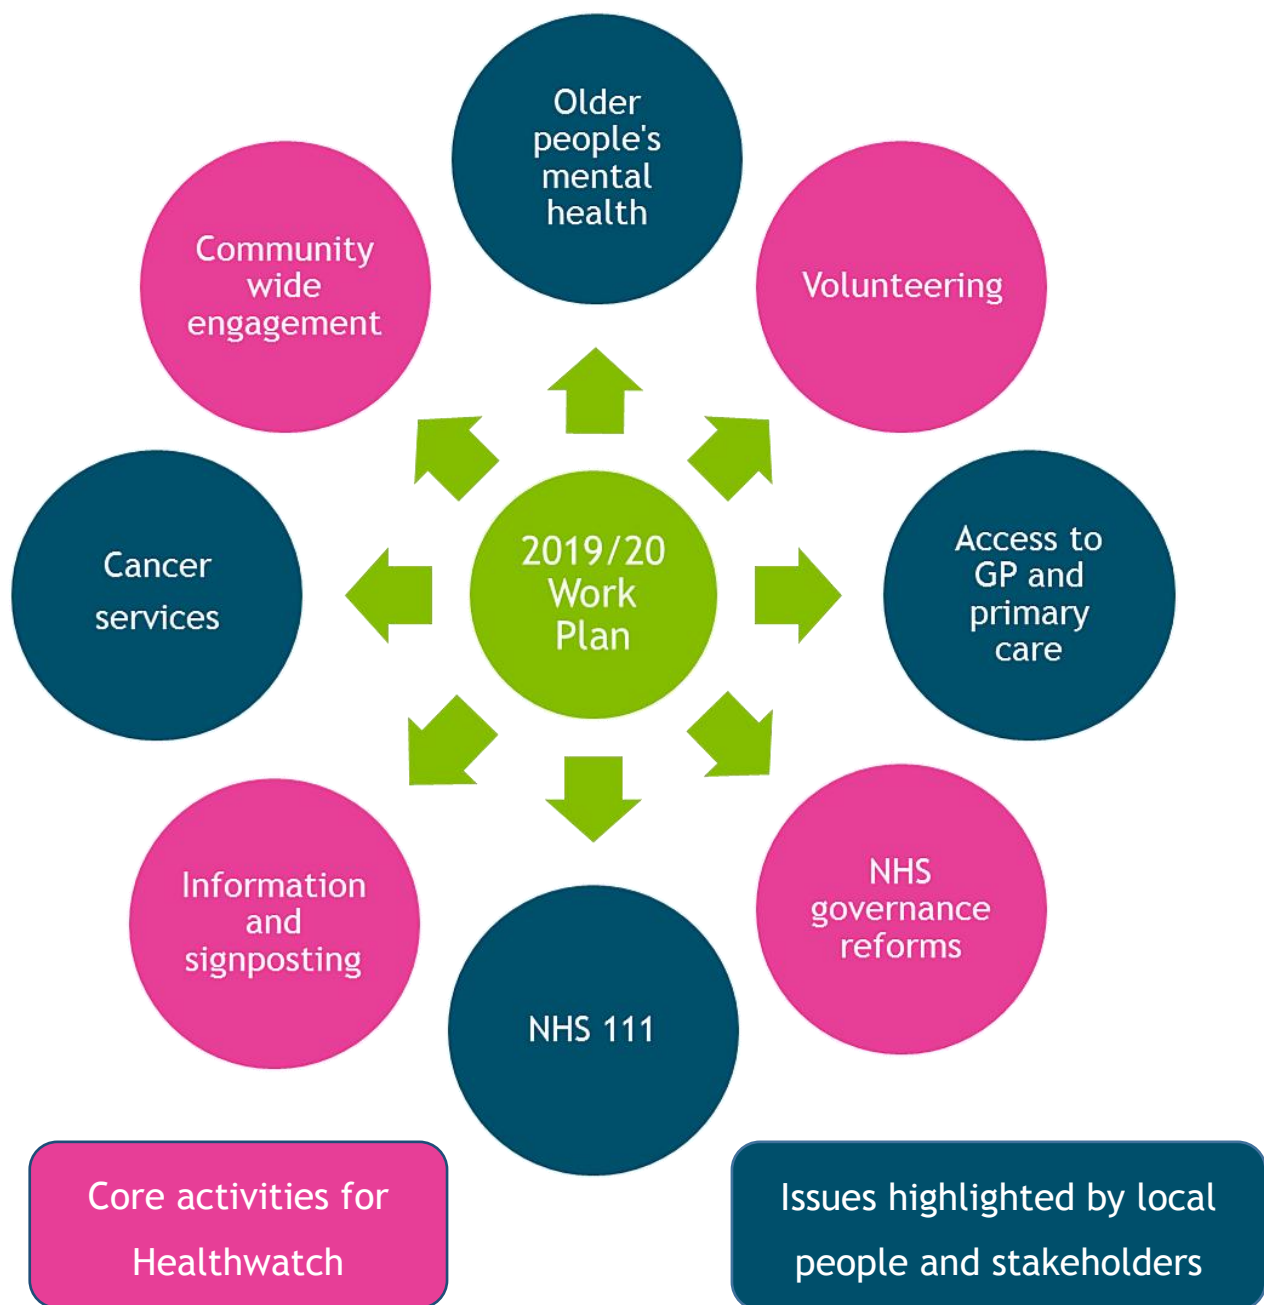 Older
people's
mental
health
Community
wide
engagement
Volunteering
Cancer
services
2019/20
Work
Plan
Access to
GP and
primary
care
Information
and
signposting
NHS
governance
reforms
NHS 111
Core activities for
Healthwatch
Issues highlighted by local
people and stakeholders